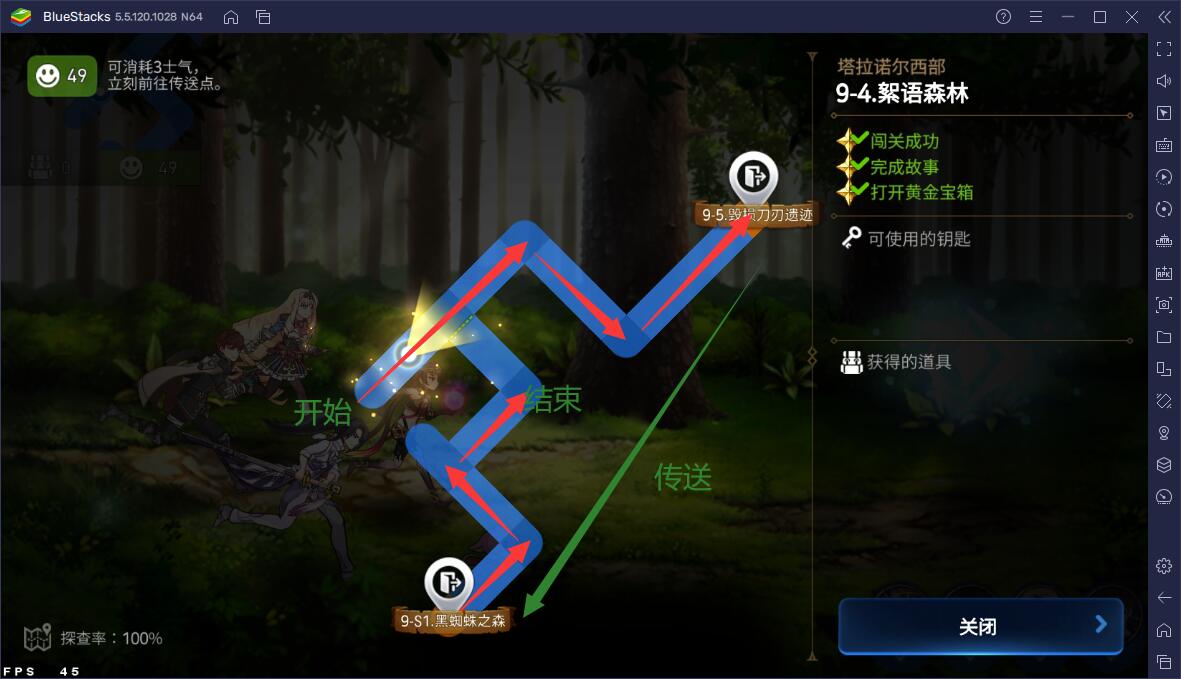 BlueStacks 5.5.120.1028 N64
49
可消耗3士气，
立刻前往传送点。
0
49
塔拉诺尔西部
9-4.絮语森林
闯关成功
完成故事
打开黄金宝箱
9-5.毁损刀刃遗迹
可使用的钥匙
获得的道具
开始
结束
传送
9-S1.黑蜘蛛之森
探查率：100%
关闭
FPS 45